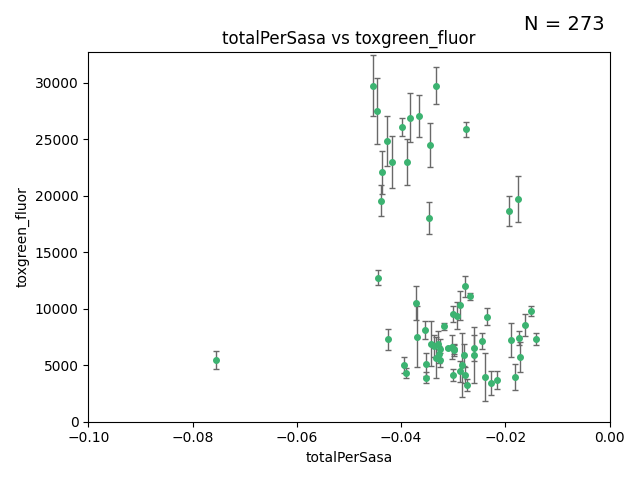 N = 273
totalPerSasa vs toxgreen_fluor
30000
25000
20000
15000
10000
5000
0
toxgreen_fluor
−0.10 −0.08 −0.06 −0.04 −0.02 0.00
totalPerSasa